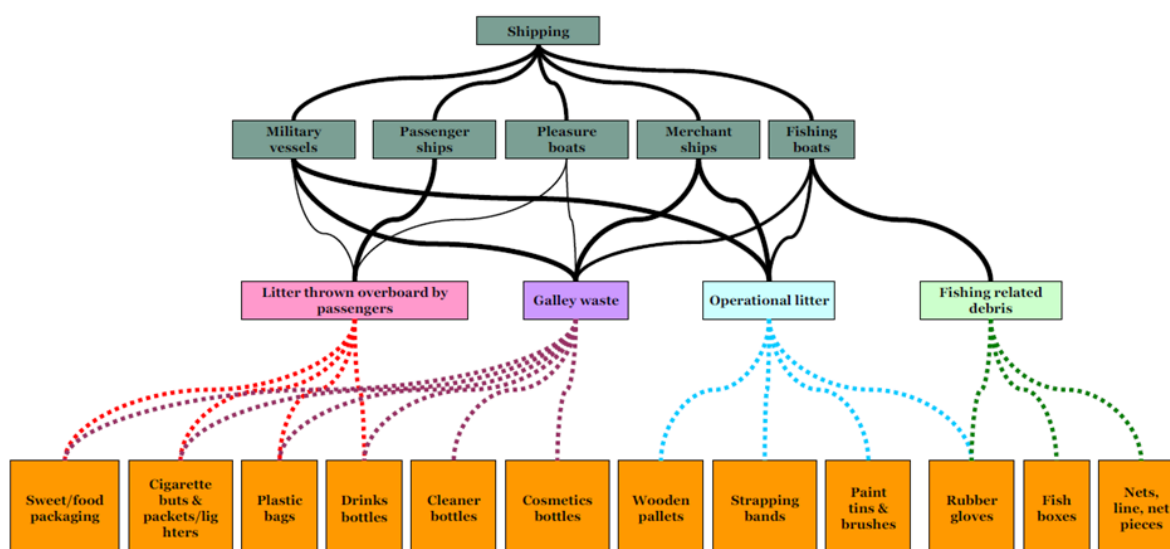 Shipping
Military
vessels
Passenger
ships
Pleasure
boats
Merchant
ships
Fishing
boats
Litter thrown overboard by
passengers
Galley waste
Operational litter
Fishing related
debris
Sweet/food
packaging
Cigarette
buts &
packets/lig
hters
Plastic
bags
Drinks
bottles
Cleaner
bottles
Cosmetics
bottles
Wooden
pallets
Strapping
bands
Paint
tins &
brushes
Rubber
gloves
Fish
boxes
Nets,
line, net
pieces